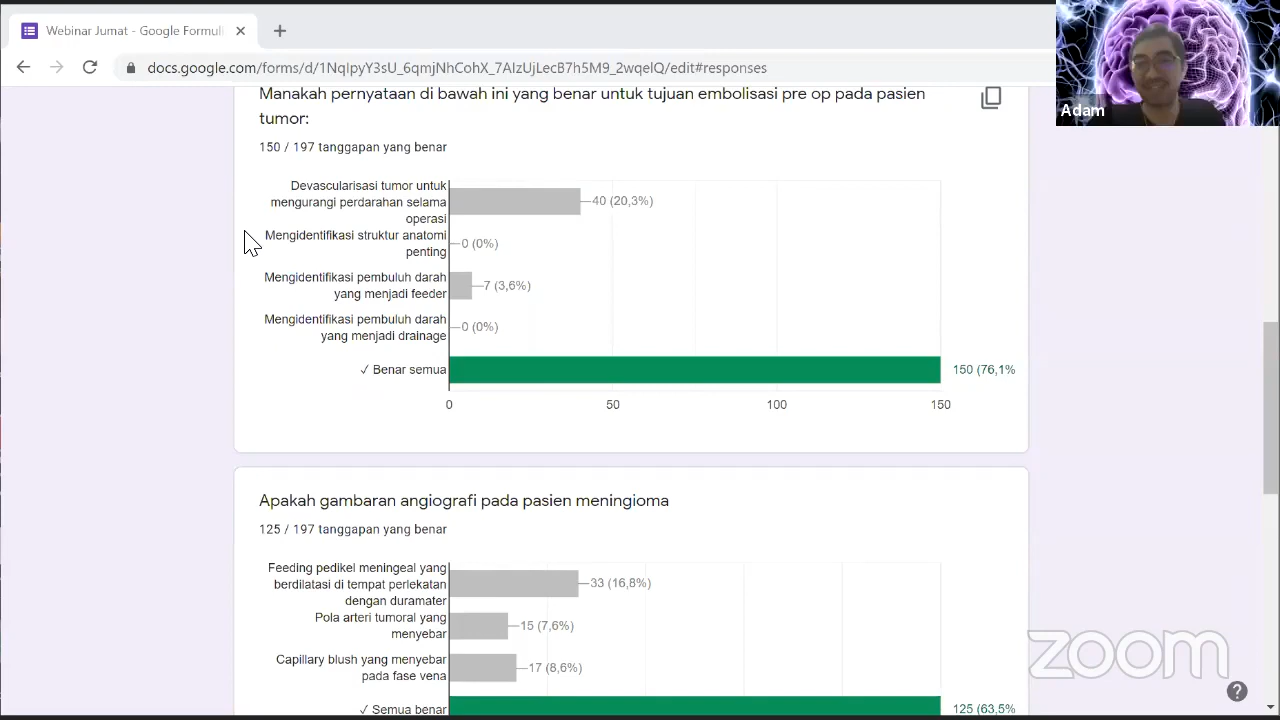 Webinar Jumat - Google Formuli
docs.google.com/forms/d/1NqIpyY3sU_6qmjNhCohX_7AIzUjLecB7h5M9_2wqeIQ/edit#responses
Adam
Manakah pernyataan di bawah ini yang benar untuk tujuan embolisasi pre op pada pasien
tumor:
150 / 197 tanggapan yang benar
Devascularisasi tumor untuk
mengurangi perdarahan selama
operasi
40 (20,3%)
Mengidentifikasi struktur anatomi
penting
0 (0%)
Mengidentifikasi pembuluh darah
yang menjadi feeder
7 (3,6%)
Mengidentifikasi pembuluh darah
yang menjadi drainage
0 (0%)
✓ Benar semua
150 (76,1%
0 50 100 150
Apakah gambaran angiografi pada pasien meningioma
125 / 197 tanggapan yang benar
Feeding pedikel meningeal yang
berdilatasi di tempat perlekatan
dengan duramater
33 (16,8%)
Pola arteri tumoral yang
menyebar
15 (7,6%)
Capillary blush yang menyebar
pada fase vena
17 (8,6%)
✓ Semua benar
125 (63,5%
zoom